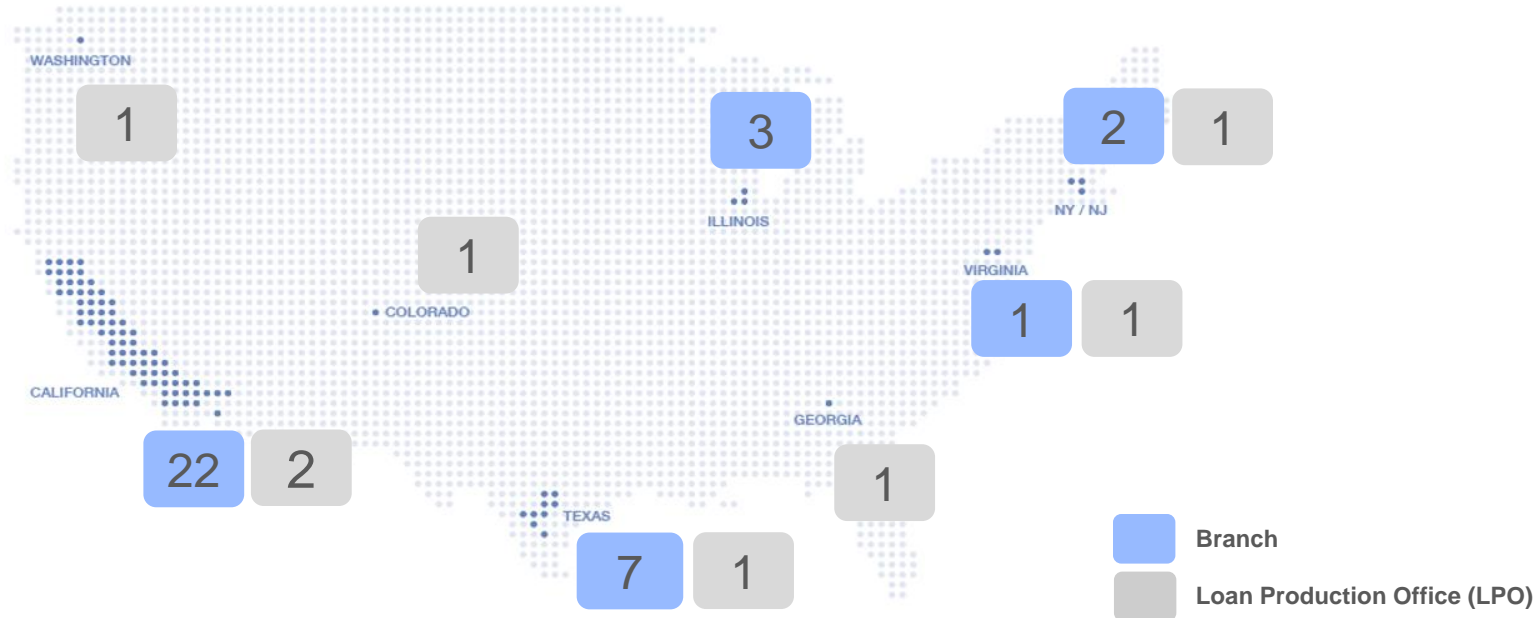 WASHINGTON
1
3
2 1
ILLINOIS
NY / NJ
1
COLORADO
VIRGINIA
1 1
CALIFORNIA
22 2
GEORGIA
1
TEXAS
7 1
Branch
Loan Production Office (LPO)